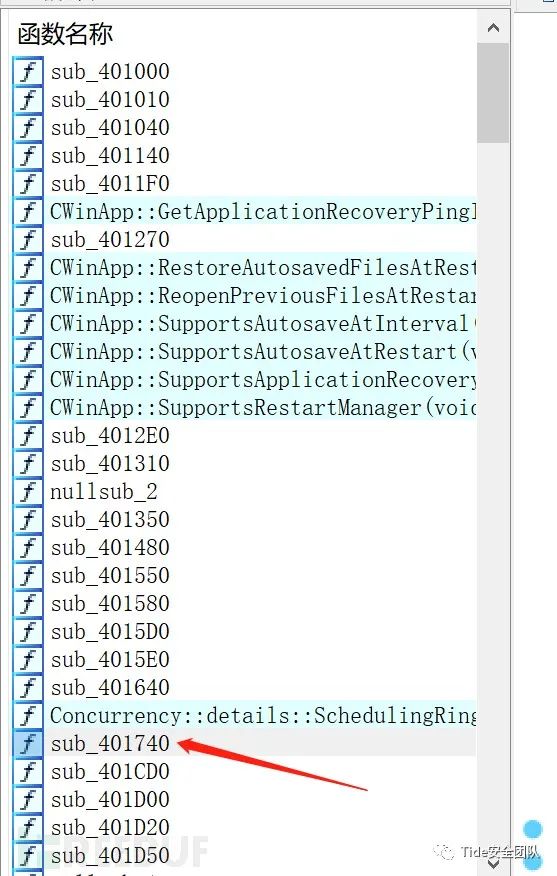 函数名称
sub_401000
sub_401010
sub_401040
sub_401140
sub_4011F0
CWinApp::GetApplicationRecoveryPingI
sub_401270
CWinApp::RestoreAutosavedFilesAtRest
CWinApp::ReopenPreviousFilesAtRestar
CWinApp::SupportsAutosaveAtInterval(
CWinApp::SupportsAutosaveAtRestart(v
CWinApp::SupportsApplicationRecovery
CWinApp::SupportsRestartManager(void
sub_4012E0
sub_401310
nullsub_2
sub_401350
sub_401480
sub_401550
sub_401580
sub_4015D0
sub_4015E0
sub_401640
Concurrency::details::SchedulingRing
sub_401740
sub_401CD0
sub_401D00
sub_401D20
sub_401D50
Tide安全团队